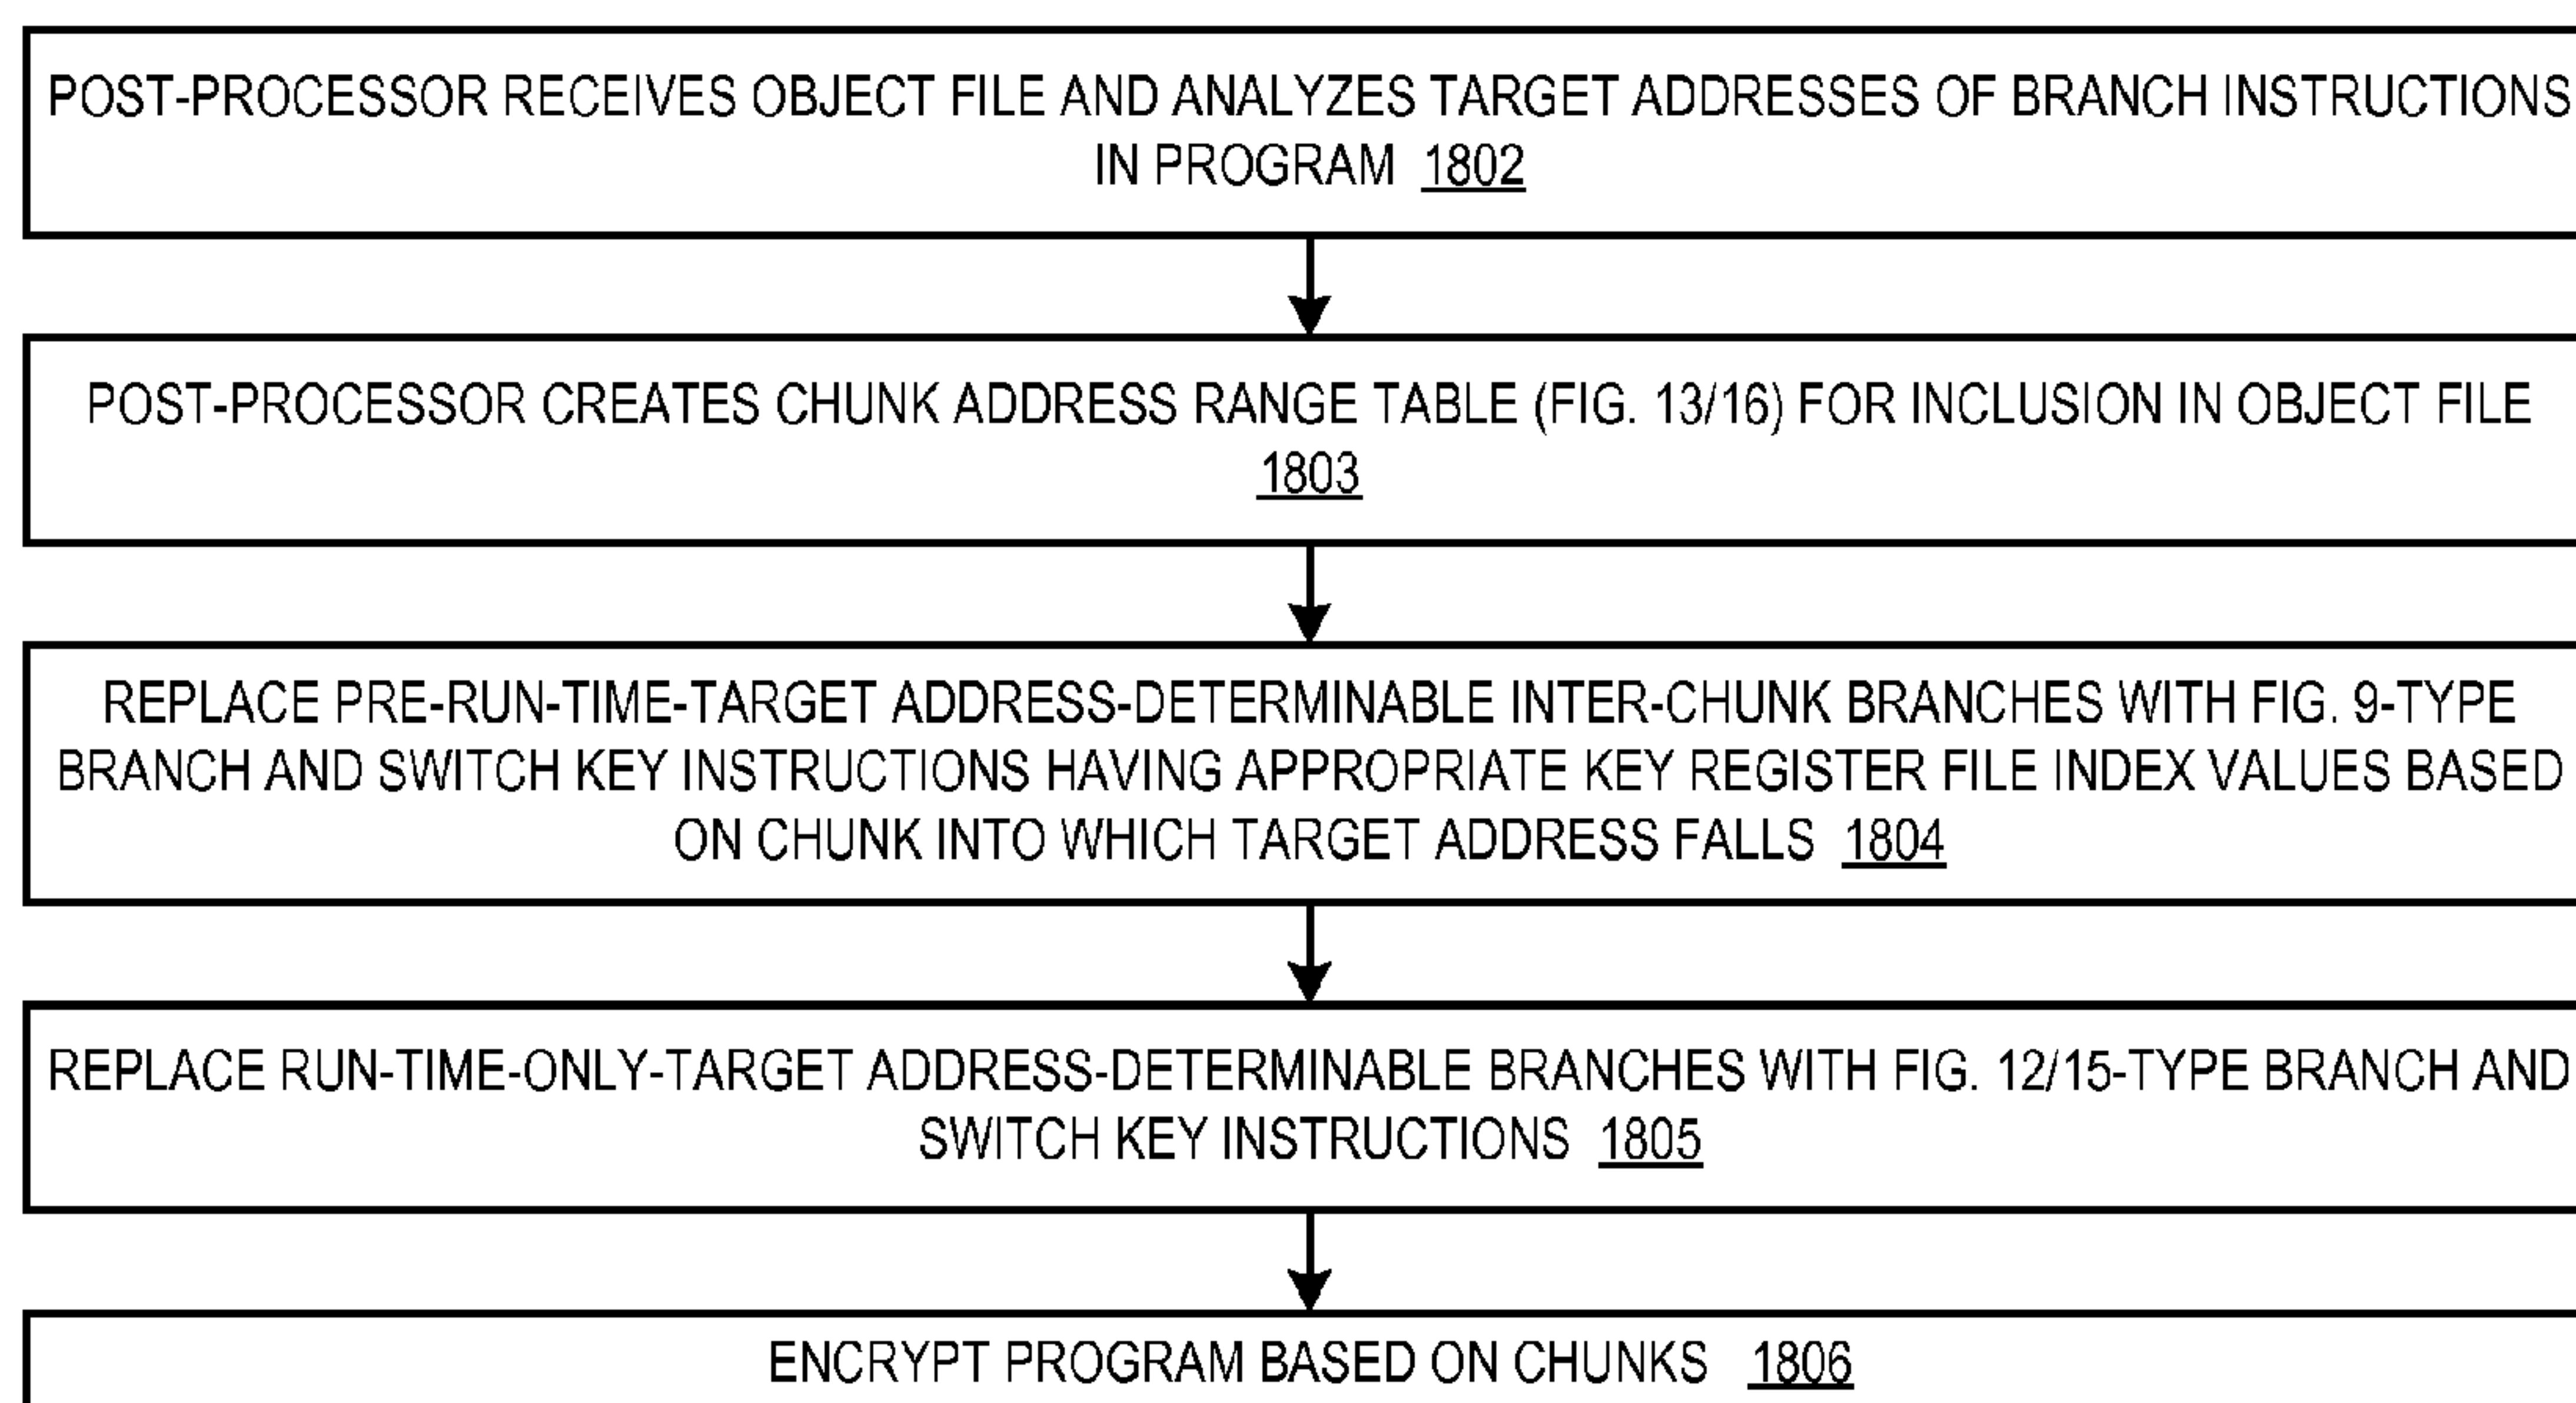 POST-PROCESSOR RECEIVES OBJECT FILE AND ANALYZES TARGET ADDRESSES OF BRANCH INSTRUCTIONS
IN PROGRAM 1802
POST-PROCESSOR CREATES CHUNK ADDRESS RANGE TABLE (FIG. 13/16) FOR INCLUSION IN OBJECT FILE
1803
REPLACE PRE-RUN-TIME-TARGET ADDRESS-DETERMINABLE INTER-CHUNK BRANCHES WITH FIG. 9-TYPE
BRANCH AND SWITCH KEY INSTRUCTIONS HAVING APPROPRIATE KEY REGISTER FILE INDEX VALUES BASED
ON CHUNK INTO WHICH TARGET ADDRESS FALLS 1804
REPLACE RUN-TIME-ONLY-TARGET ADDRESS-DETERMINABLE BRANCHES WITH FIG. 12/15-TYPE BRANCH AND
SWITCH KEY INSTRUCTIONS 1805
ENCRYPT PROGRAM BASED ON CHUNKS 1806